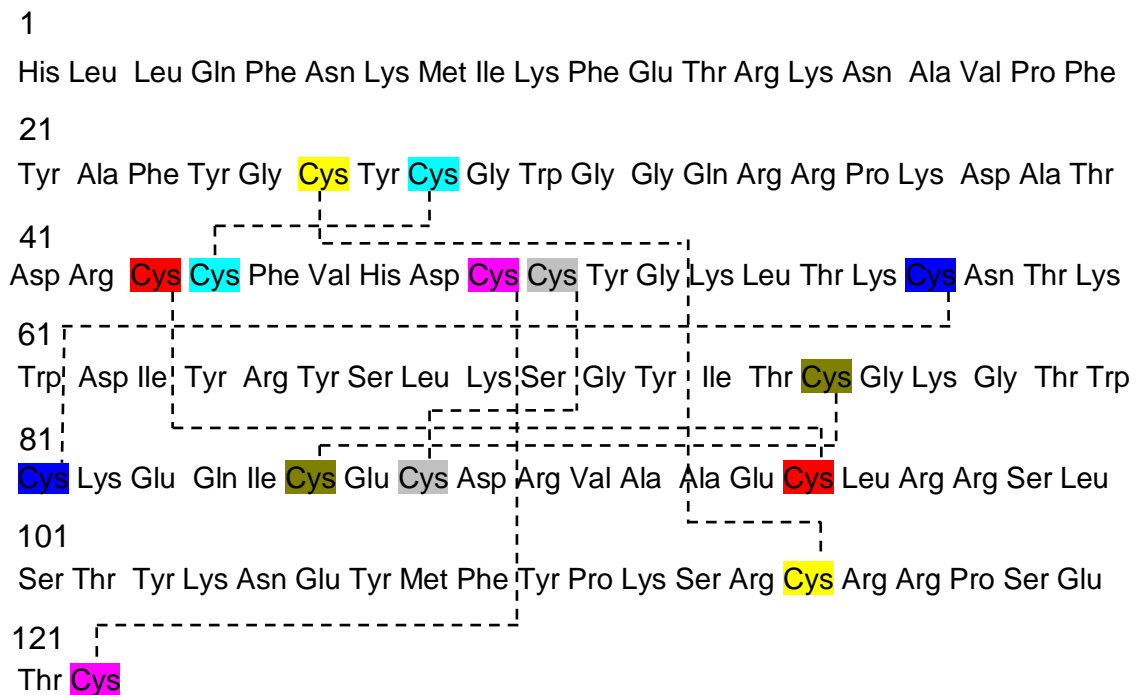 1
His Leu Leu Gln Phe Asn Lys Met Ile Lys Phe Glu Thr Arg Lys Asn Ala Val Pro Phe
21
Tyr Ala Phe Tyr Gly Cys Tyr Cys Gly Trp Gly Gly Gln Arg Arg Pro Lys Asp Ala Thr
41
Asp Arg Cys Cys Phe Val His Asp Cys Cys Tyr Gly Lys Leu Thr Lys Cys Asn Thr Lys
61
Trp Asp Ile Tyr Arg Tyr Ser Leu Lys Ser Gly Tyr Ile Thr Cys Gly Lys Gly Thr Trp
81
Cys Lys Glu Gln Ile Cys Glu Cys Asp Arg Val Ala Ala Glu Cys Leu Arg Arg Ser Leu
101
Ser Thr Tyr Lys Asn Glu Tyr Met Phe Tyr Pro Lys Ser Arg Cys Arg Arg Pro Ser Glu
121
Thr Cys